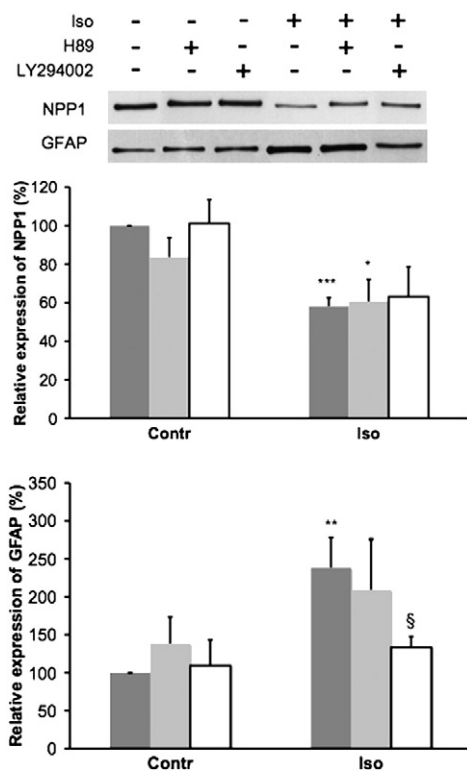 Iso - - - + + +
H89 - + - - + -
LY294002 - - + - - +
NPP1
GFAP
Relative expression of NPP1 (%)
120
100
80
60
40
20
0
***
*
Contr Iso
Relative expression of GFAP (%)
350
300
250
200
150
100
50
0
**
§
Contr Iso